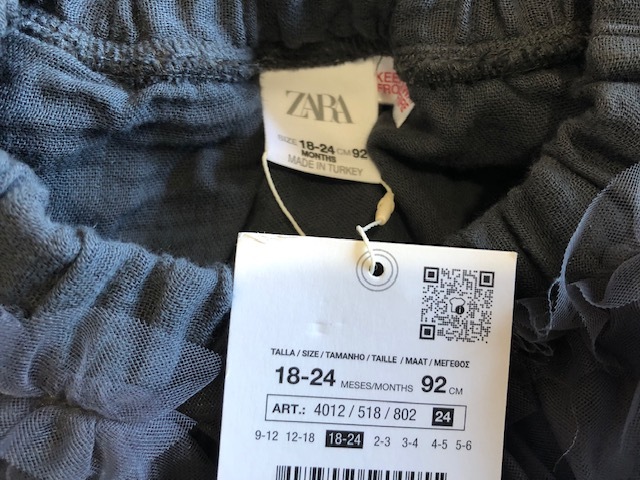 ZARA
SIZE 18-24 CM 92
MONTHS
MADE IN TURKEY
KEEP
TALLA / SIZE / TAMANHO / TAILLE / MAAT / ΜΕΓΕΘΟΣ
18-24 MESES/MONTHS 92 CM
ART.: 4012 / 518 / 802 24
9-12 12-18 18-24 2-3 3-4 4-5 5-6